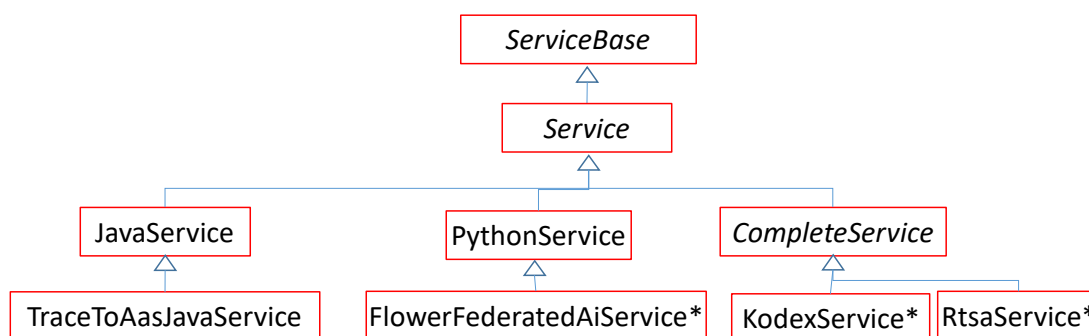 ServiceBase
Service
JavaService
PythonService
CompleteService
TraceToAasJavaService
FlowerFederatedAiService*
KodexService*
RtsaService*